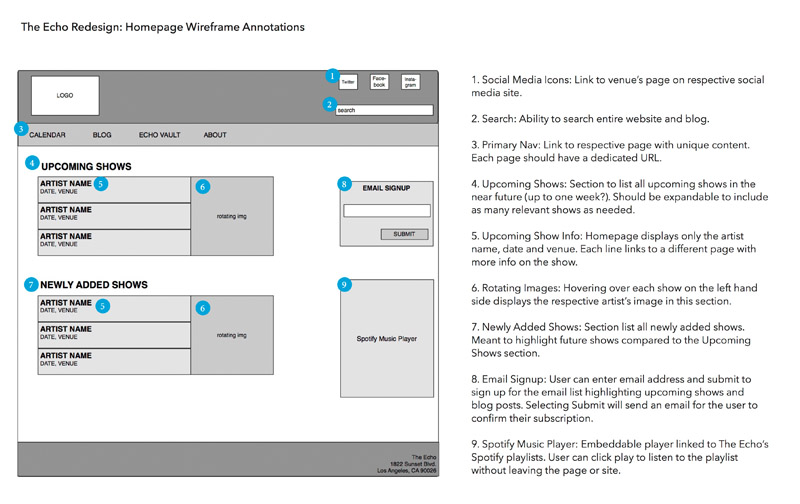 The Echo Redesign: Homepage Wireframe Annotations
LOGO
1
Twitter
Face-
book
Insta-
gram
2
search
3
CALENDAR BLOG ECHO VAULT ABOUT
4 UPCOMING SHOWS
ARTIST NAME 5
DATE, VENUE
ARTIST NAME
DATE, VENUE
ARTIST NAME
DATE, VENUE
6
rotating img
8
EMAIL SIGNUP
SUBMIT
7 NEWLY ADDED SHOWS
ARTIST NAME 5
DATE, VENUE
ARTIST NAME
DATE, VENUE
ARTIST NAME
DATE, VENUE
6
rotating img
9
Spotify Music Player
The Echo
1822 Sunset Blvd.
Los Angeles, CA 90026
1. Social Media Icons: Link to venue's page on respective social
media site.
2. Search: Ability to search entire website and blog.
3. Primary Nav: Link to respective page with unique content.
Each page should have a dedicated URL.
4. Upcoming Shows: Section to list all upcoming shows in the
near future (up to one week?). Should be expandable to include
as many relevant shows as needed.
5. Upcoming Show Info: Homepage displays only the artist
name, date and venue. Each line links to a different page with
more info on the show.
6. Rotating Images: Hovering over each show on the left hand
side displays the respective artist's image in this section.
7. Newly Added Shows: Section list all newly added shows.
Meant to highlight future shows compared to the Upcoming
Shows section.
8. Email Signup: User can enter email address and submit to
sign up for the email list highlighting upcoming shows and
blog posts. Selecting Submit will send an email for the user to
confirm their subscription.
9. Spotify Music Player: Embeddable player linked to The Echo's
Spotify playlists. User can click play to listen to the playlist
without leaving the page or site.